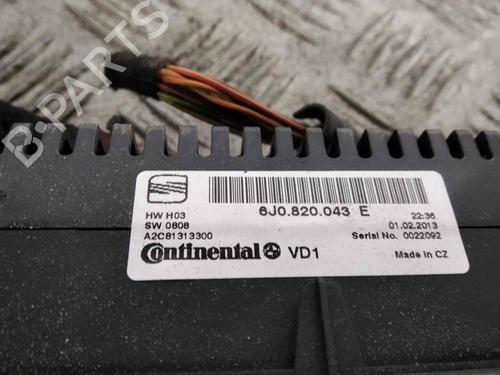 B-PARTS
6J0.820.043 E
HW H03
SW 0808
A2C81313300
22:36
01.02.2013
Serial No. 0022092
Continental VD1
Made in CZ
B-PARTS